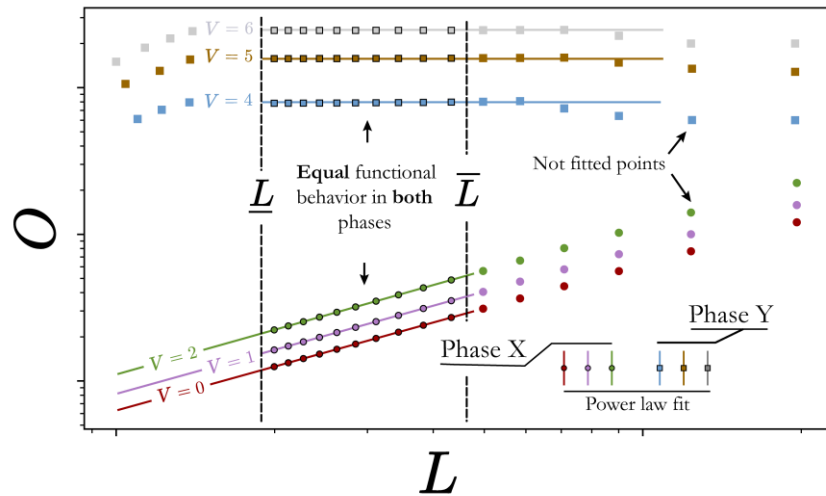 V = 6
V = 5
V = 4
Equal functional
behavior in both
phases
L
L
Not fitted points
O
Phase Y
Phase X
V = 2
V = 1
V = 0
Power law fit
L